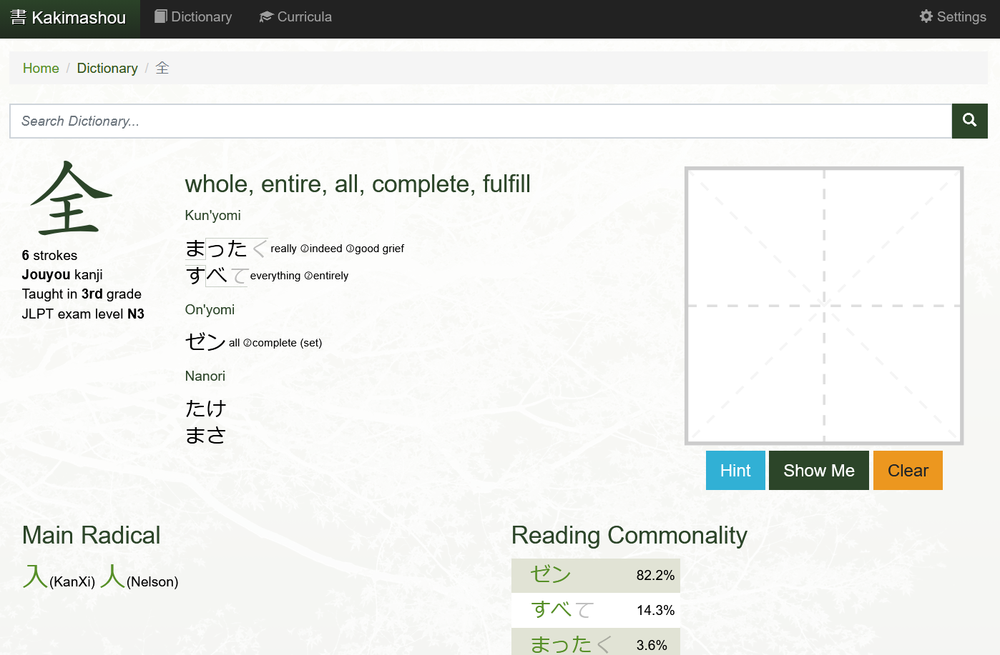 書 Kakimashou Dictionary Curricula Settings
Home / Dictionary / 全
Search Dictionary...
全
6 strokes
Jouyou kanji
Taught in 3rd grade
JLPT exam level N3
whole, entire, all, complete, fulfill
Kun'yomi
まったく really ②indeed ③good grief
すべて everything ②entirely
On'yomi
ゼン all ②complete (set)
Nanori
たけ
まさ
Hint Show Me Clear
Main Radical
入(KanXi) 人(Nelson)
Reading Commonality
ゼン 82.2%
すべて 14.3%
まったく 3.6%